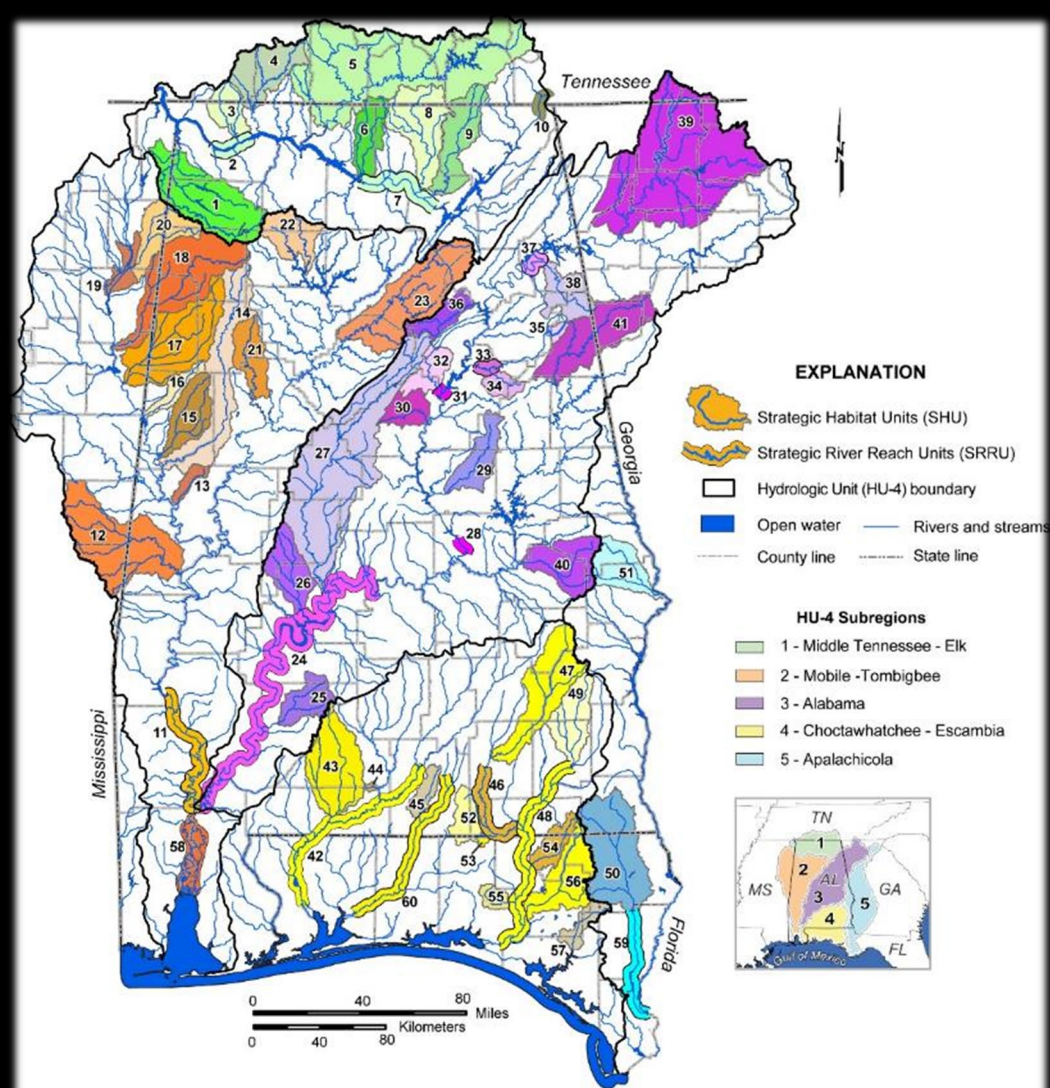 Tennessee
4
5
3
8
6
9
10
39
2
7
1
20
22
37
18
19
38
23
36
14
35
41
17
21
32
33
16
34
31
15
30
27
29
13
12
28
40
51
26
24
47
25
49
11
43
44
46
45
52
48
58
42
53
54
50
56
55
60
57
59
Georgia
Mississippi
Florida
N
EXPLANATION
Strategic Habitat Units (SHU)
Strategic River Reach Units (SRRU)
Hydrologic Unit (HU-4) boundary
Open water Rivers and streams
County line State line
HU-4 Subregions
1 - Middle Tennessee - Elk
2 - Mobile -Tombigbee
3 - Alabama
4 - Choctawhatchee - Escambia
5 - Apalachicola
TN
1
2
AL
MS
GA
3
5
4
FL
Gulf of Mexico
0 40 80 Miles
Kilometers
0 40 80